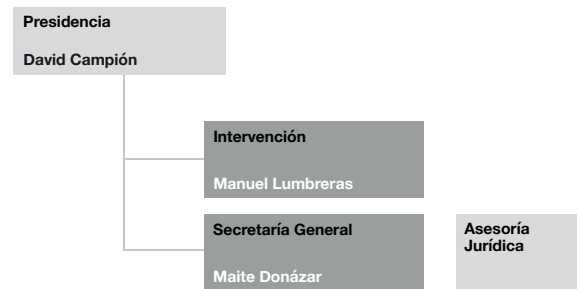 Presidencia
David Campión
Intervención
Manuel Lumbreras
Secretaría General
Maite Donázar
Asesoría
Jurídica